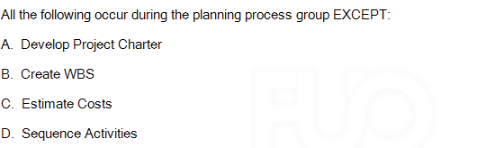 All the following occur during the planning process group EXCEPT:
A. Develop Project Charter
B. Create WBS
C. Estimate Costs
D. Sequence Activities
FUO